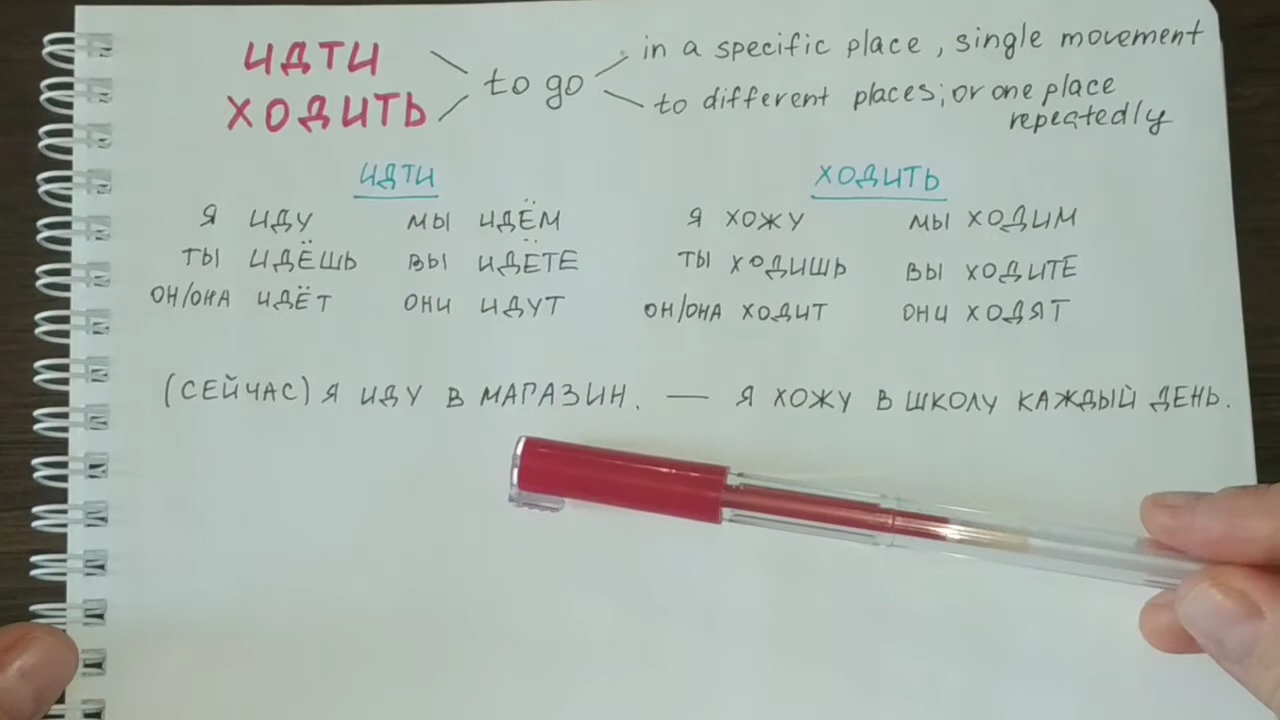 ИДТИ
ХОДИТЬ
to go
in a specific place, single movement
to different places; or one place
repeatedly
ИДТИ
Я ИДУ МЫ ИДЁМ
ТЫ ИДЁШЬ ВЫ ИДЁТЕ
ОН/ОНА ИДЁТ ОНИ ИДУТ
ХОДИТЬ
Я ХОЖУ МЫ ХОДИМ
ТЫ ХОДИШЬ ВЫ ХОДИТЕ
ОН/ОНА ХОДИТ ОНИ ХОДЯТ
(СЕЙЧАС) Я ИДУ В МАГАЗИН. — Я ХОЖУ В ШКОЛУ КАЖДЫЙ ДЕНЬ.